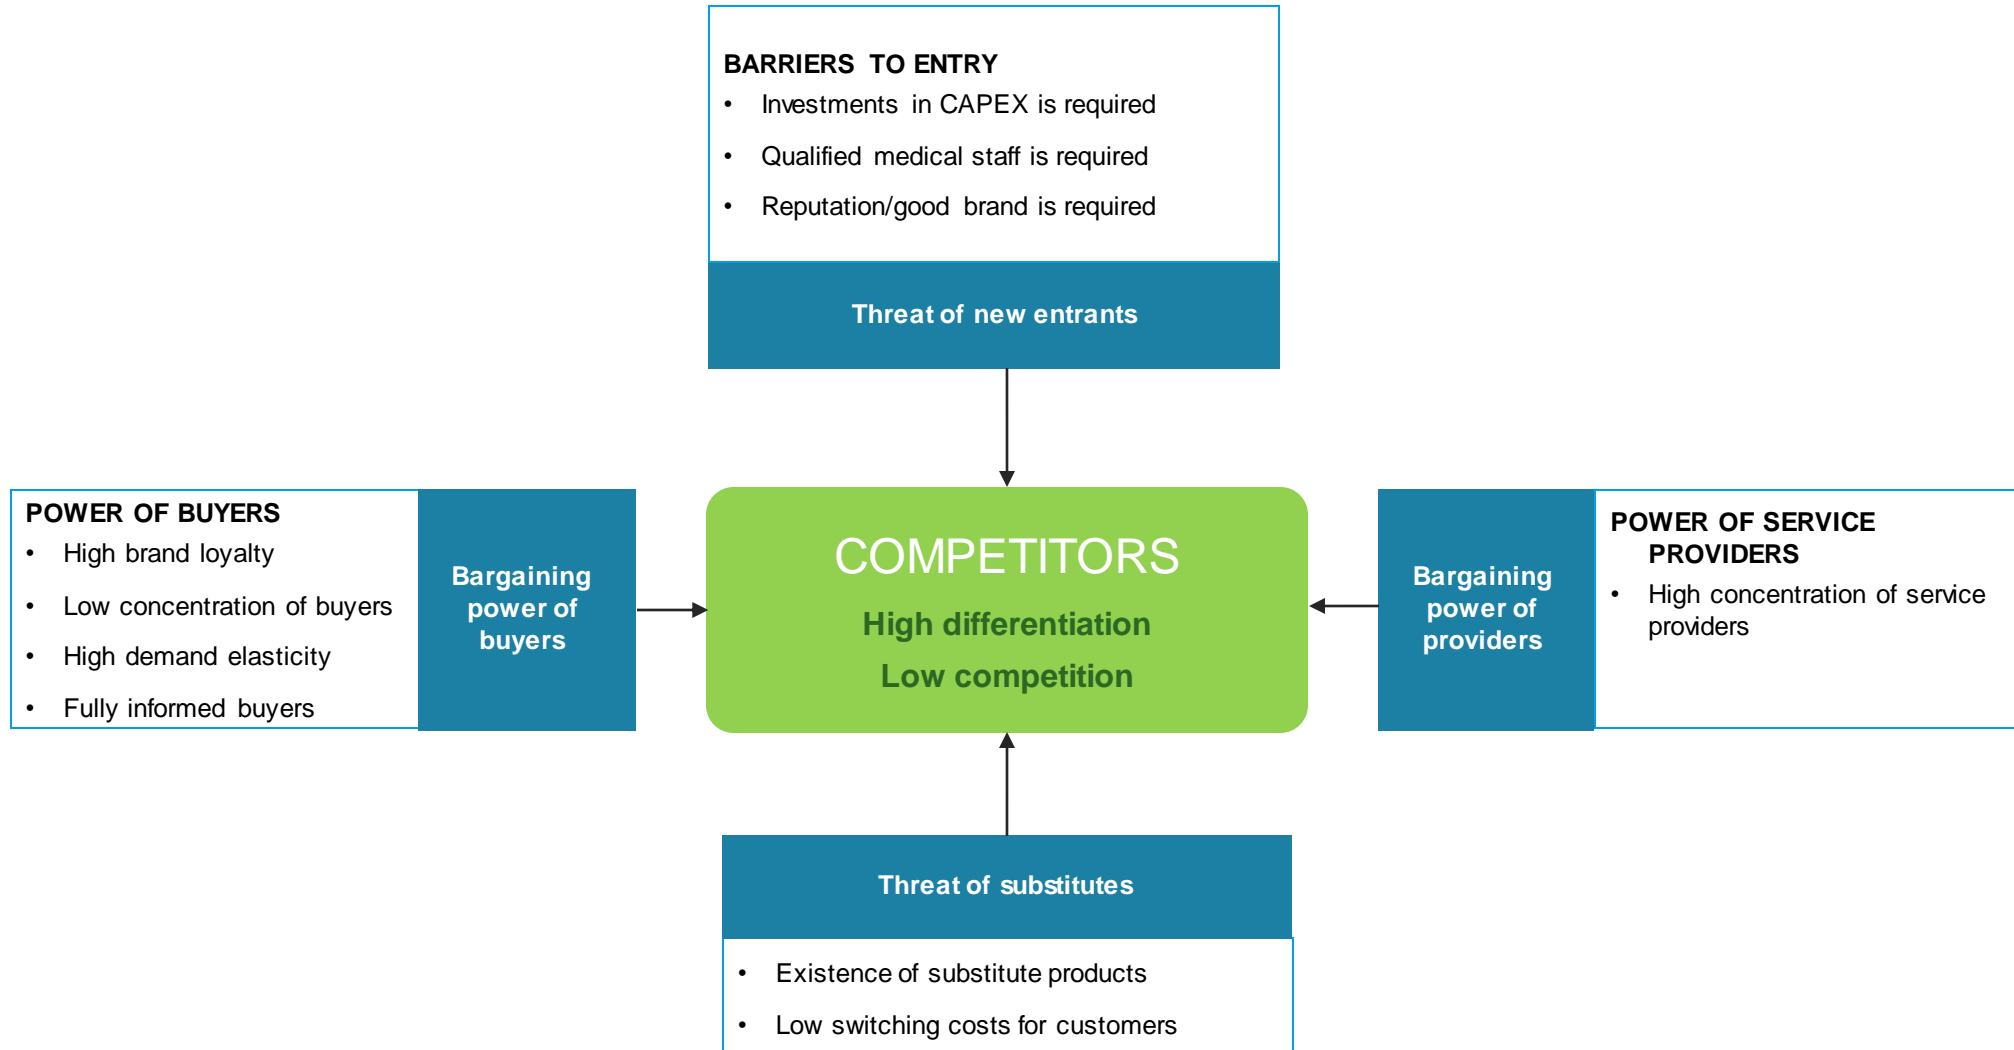 BARRIERS TO ENTRY
• Investments in CAPEX is required
• Qualified medical staff is required
• Reputation/good brand is required
Threat of new entrants
POWER OF BUYERS
• High brand loyalty
• Low concentration of buyers
• High demand elasticity
• Fully informed buyers
Bargaining
power of
buyers
COMPETITORS
High differentiation
Low competition
Bargaining
power of
providers
POWER OF SERVICE
PROVIDERS
• High concentration of service
providers
Threat of substitutes
• Existence of substitute products
• Low switching costs for customers